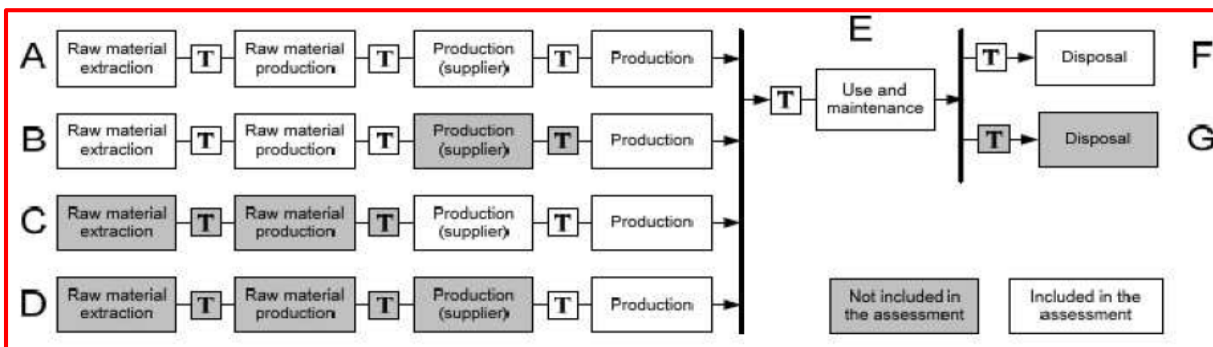 A
Raw material
extraction
T
Raw material
production
T
Production
(supplier)
T
Production
B
Raw material
extraction
T
Raw material
production
T
Production
(supplier)
T
Production
C
Raw material
extraction
T
Raw material
production
T
Production
(supplier)
T
Production
D
Raw material
extraction
T
Raw material
production
T
Production
(supplier)
T
Production
E
T
Use and
maintenance
T
Disposal
F
T
Disposal
G
Not included in
the assessment
Included in the
assessment